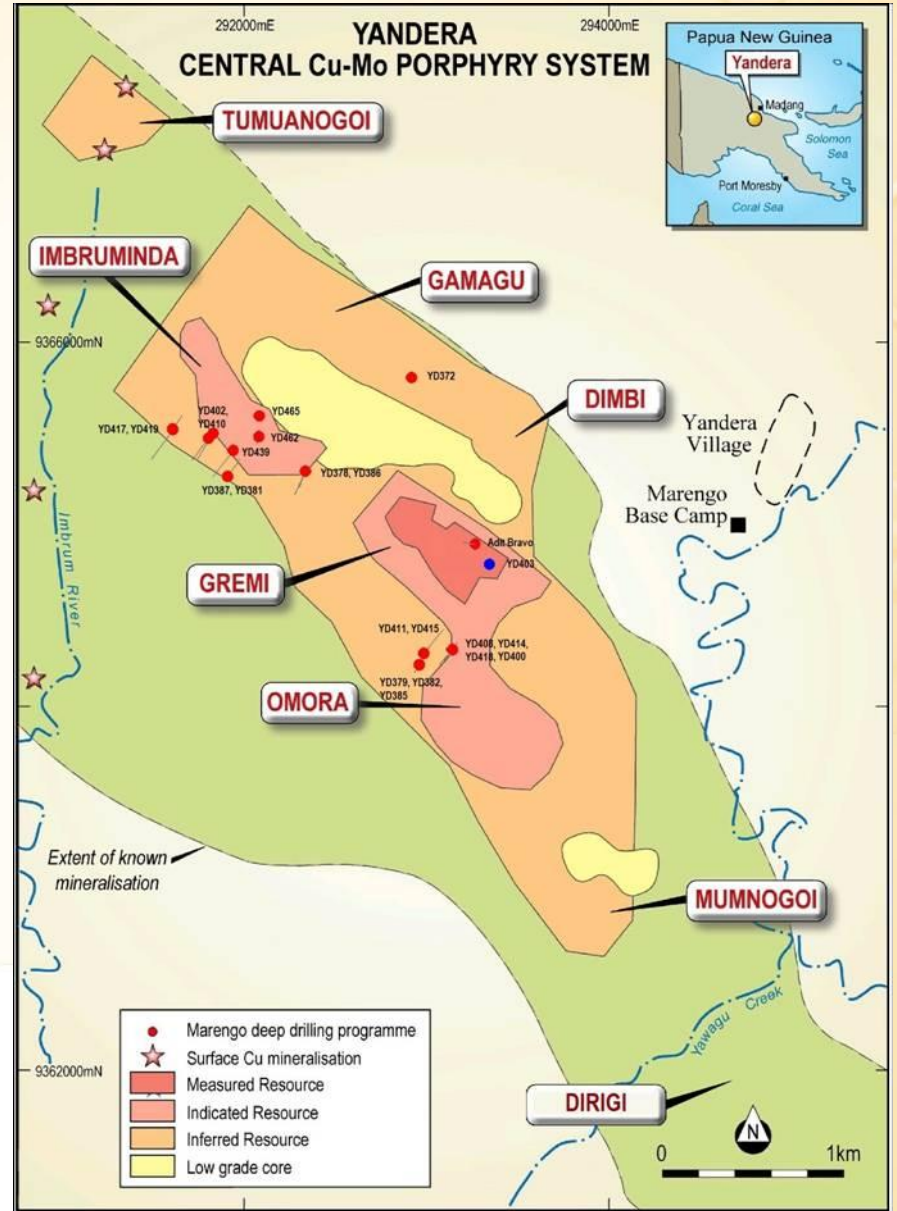 292000mE
294000mE
YANDERA
CENTRAL Cu-Mo PORPHYRY SYSTEM
Papua New Guinea
Yandera
Madang
Solomon
Sea
Port Moresby
Coral Sea
TUMUANOGOI
IMBRUMINDA
GAMAGU
9366000mN
YD372
DIMBI
YD402,
YD410
YD465
YD417, YD419
YD462
YD439
YD378, YD386
YD387, YD381
Yandera
Village
Marengo
Base Camp
Imbrum River
Adit Bravo
YD403
GREMI
YD411, YD415
YD408, YD414,
YD418, YD400
YD379, YD382,
YD385
OMORA
Extent of known
mineralisation
MUMNOGOI
Yawagu Creek
9362000mN
DIRIGI
Marengo deep drilling programme
Surface Cu mineralisation
Measured Resource
Indicated Resource
Inferred Resource
Low grade core
N
0 1km